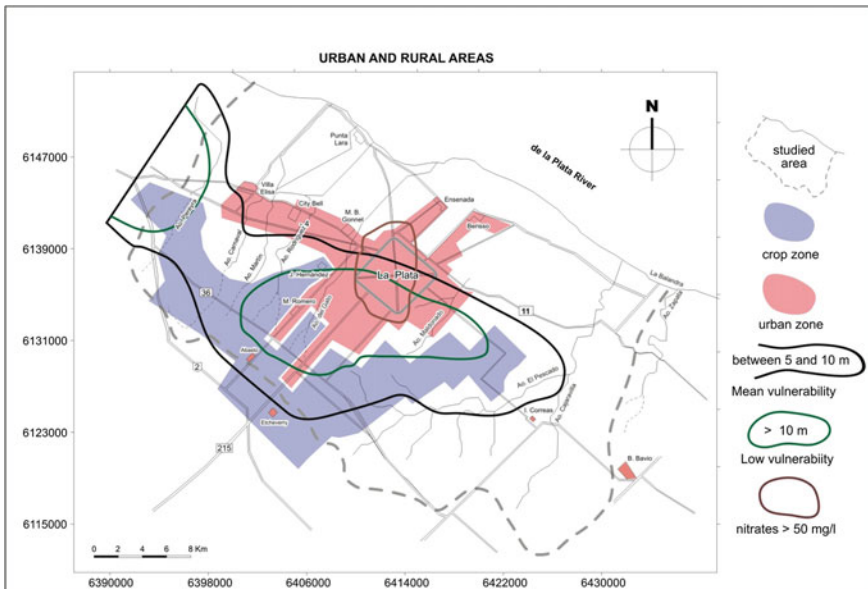 URBAN AND RURAL AREAS
N
6147000
6139000
6131000
6123000
6115000
6390000
6398000
6406000
6414000
6422000
6430000
Punta
Lara
de la Plata River
Villa
Elisa
City Bell
M. B.
Gonnet
Ensenada
Berisso
La Plata
La Balandra
Ao. Zapata
Ao. Pereyra
Ao. Carnaval
Ao. Martín
Ao. Rodríguez
J. Hernández
M. Romero
Ao. del Gato
Ao. Maldonado
36
11
2
Abasto
Ao. El Pescado
Ao. Cajaravilla
Etcheverry
I. Correas
215
B. Bavio
0 2 4 6 8 Km
studied
area
crop zone
urban zone
between 5 and 10 m
Mean vulnerability
> 10 m
Low vulnerabiity
nitrates > 50 mg/l